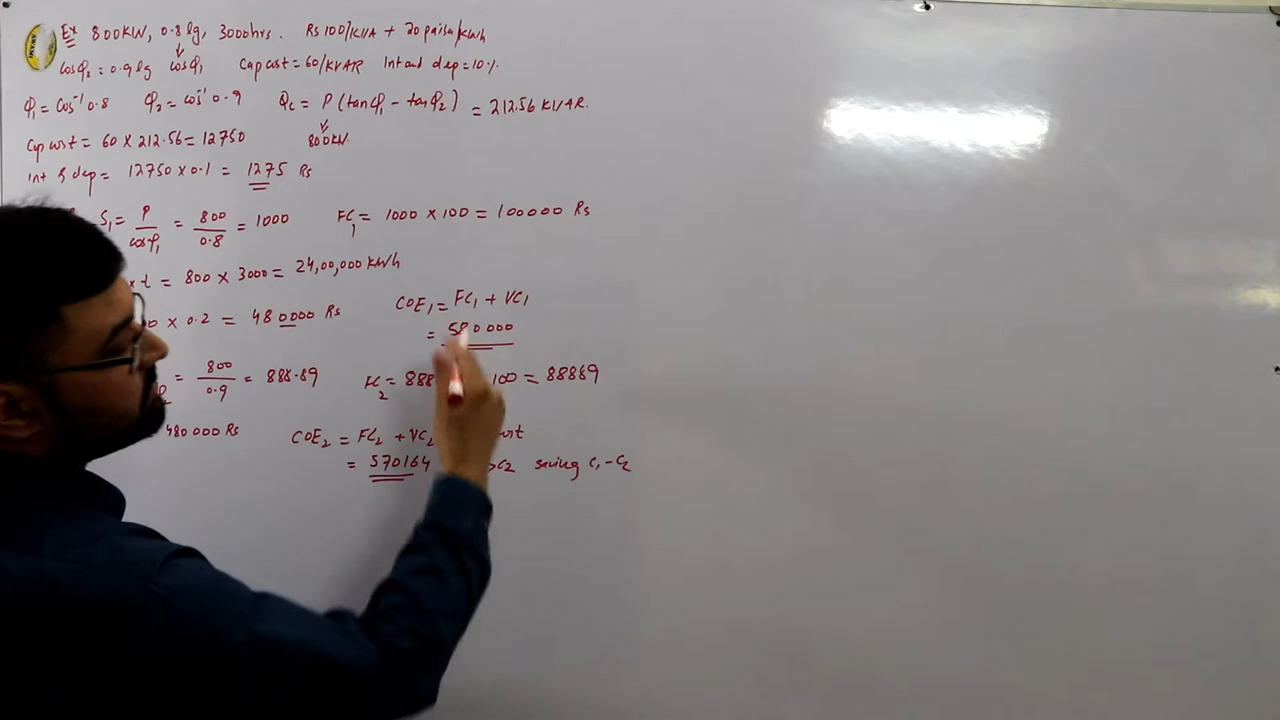 Ex 800KW, 0.8 lg, 3000hrs. Rs 100/KVA + 20 paisa/kwh
cosφ₂ = 0.9 lg cosφ₁ Cap cost = 60/KVAR Int and dep = 10%
φ₁ = cos⁻¹ 0.8 φ₂ = cos⁻¹ 0.9 Qc = P (tanφ₁ - tanφ₂) = 212.56 KVAR.
800KW
Cap cost = 60 x 212.56 = 12750
Int & dep = 12750 x 0.1 = 1275 Rs
S₁ = P/cosφ₁ = 800/0.8 = 1000 FC₁ = 1000 x 100 = 100000 Rs
x t = 800 x 3000 = 24,00,000 kwh
x 0.2 = 480000 Rs COE₁ = FC₁ + VC₁
= 580000
= 800/0.9 = 888.89 FC₂ = 888 100 = 88889
480000 Rs COE₂ = FC₂ + VC₂
= 570164 C₂ saving C₁-C₂